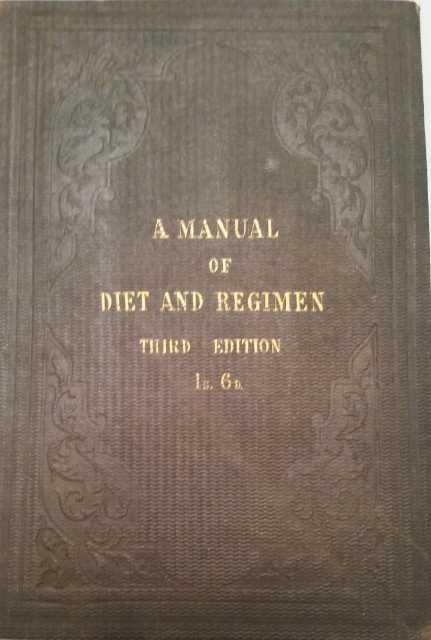 A MANUAL
OF
DIET AND REGIMEN
THIRD EDITION
1s. 6D.